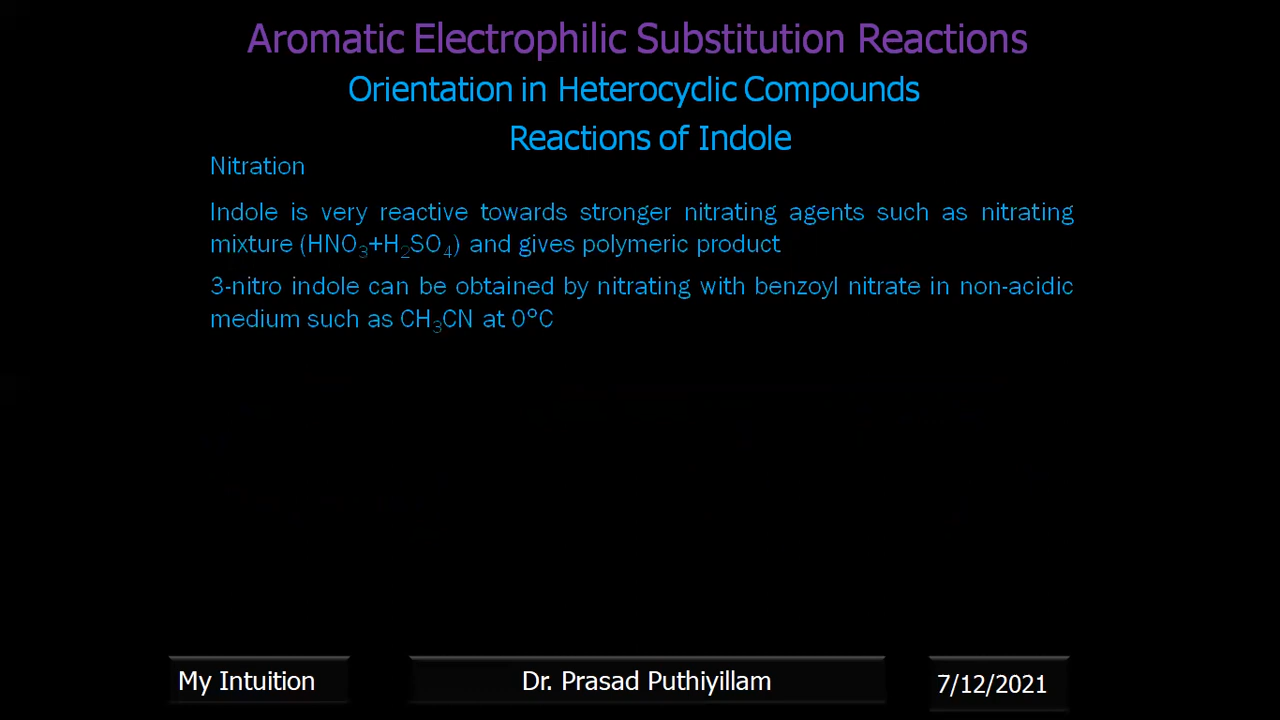 Aromatic Electrophilic Substitution Reactions
Orientation in Heterocyclic Compounds
Reactions of Indole
Nitration
Indole is very reactive towards stronger nitrating agents such as nitrating
mixture (HNO₃+H₂SO₄) and gives polymeric product
3-nitro indole can be obtained by nitrating with benzoyl nitrate in non-acidic
medium such as CH₃CN at 0°C
My Intuition
Dr. Prasad Puthiyillam
7/12/2021